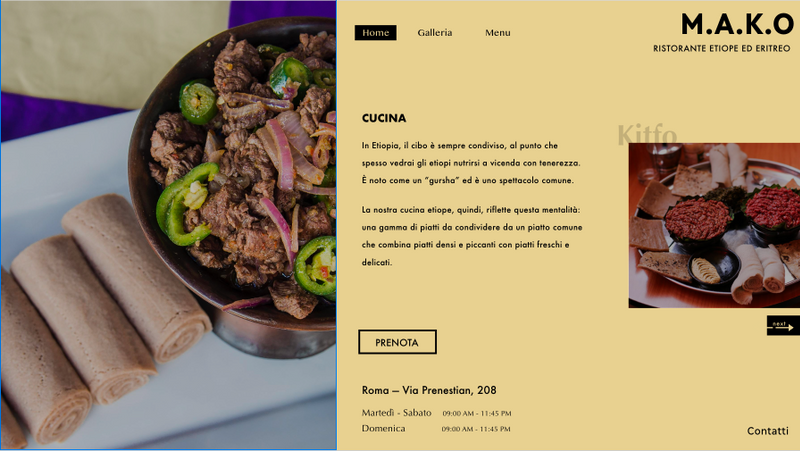 Home Galleria Menu
M.A.K.O
RISTORANTE ETIOPE ED ERITREO
CUCINA
In Etiopia, il cibo è sempre condiviso, al punto che
spesso vedrai gli etiopi nutrirsi a vicenda con tenerezza.
È noto come un "gursha" ed è uno spettacolo comune.
La nostra cucina etiope, quindi, riflette questa mentalità:
una gamma di piatti da condividere da un piatto comune
che combina piatti densi e piccanti con piatti freschi e
delicati.
Kitfo
next
PRENOTA
Roma – Via Prenestian, 208
Martedì - Sabato 09:00 AM - 11:45 PM
Domenica 09:00 AM - 11:45 PM
Contatti